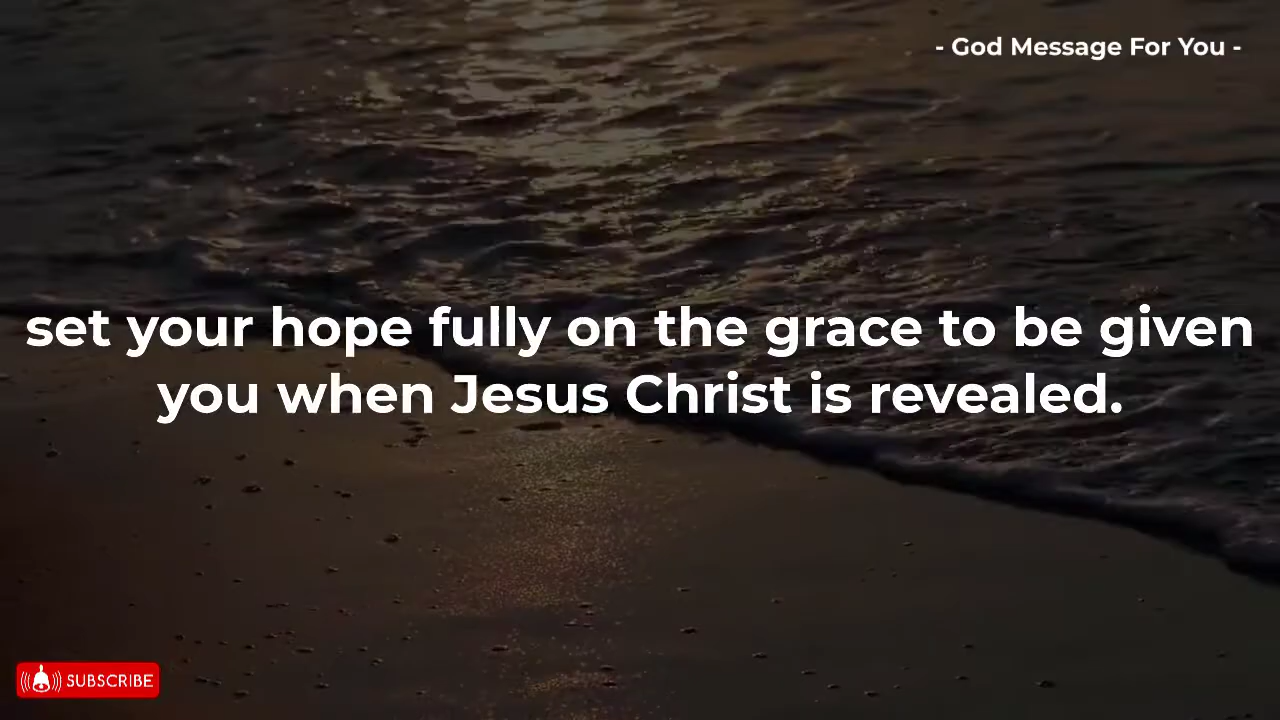 - God Message For You -
set your hope fully on the grace to be given
you when Jesus Christ is revealed.
SUBSCRIBE